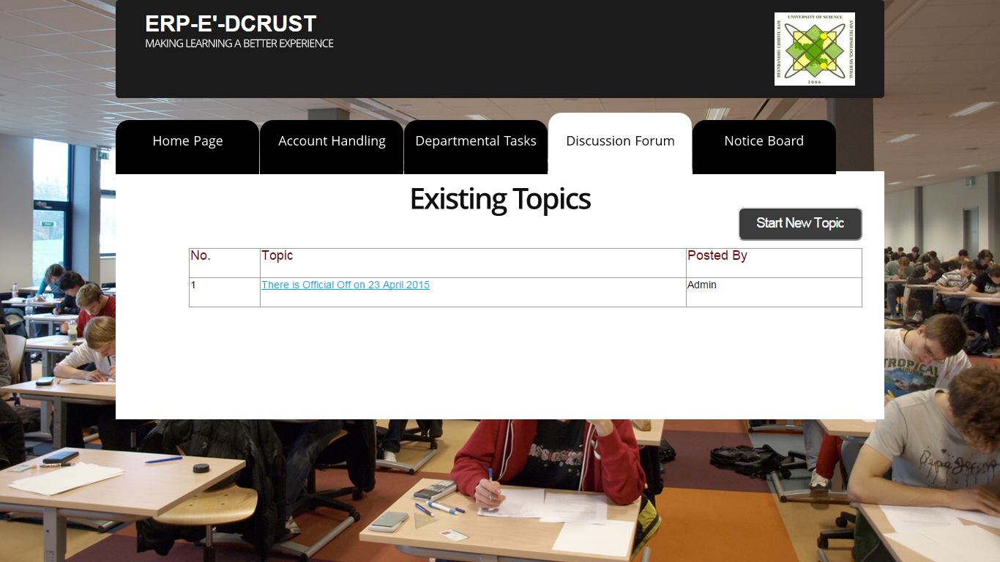 ERP-E'-DCRUST
MAKING LEARNING A BETTER EXPERIENCE
UNIVERSITY OF SCIENCE
AND TECHNOLOGY, MURTHAL
DEENBANDHU CHHOTU RAM
2006
Home Page
Account Handling
Departmental Tasks
Discussion Forum
Notice Board
Existing Topics
Start New Topic
No. Topic Posted By
1 There is Official Off on 23 April 2015 Admin
TROPICAL